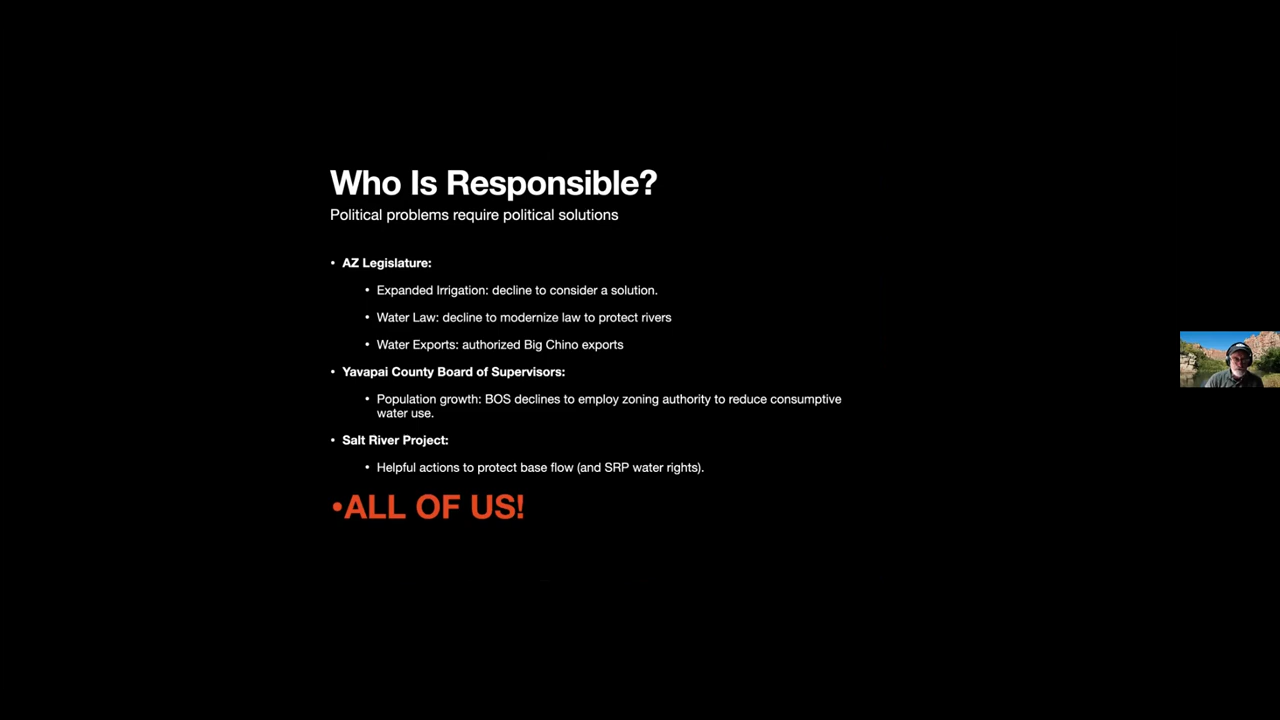 Who Is Responsible?
Political problems require political solutions
• AZ Legislature:
• Expanded Irrigation: decline to consider a solution.
• Water Law: decline to modernize law to protect rivers
• Water Exports: authorized Big Chino exports
• Yavapai County Board of Supervisors:
• Population growth: BOS declines to employ zoning authority to reduce consumptive
water use.
• Salt River Project:
• Helpful actions to protect base flow (and SRP water rights).
•ALL OF US!